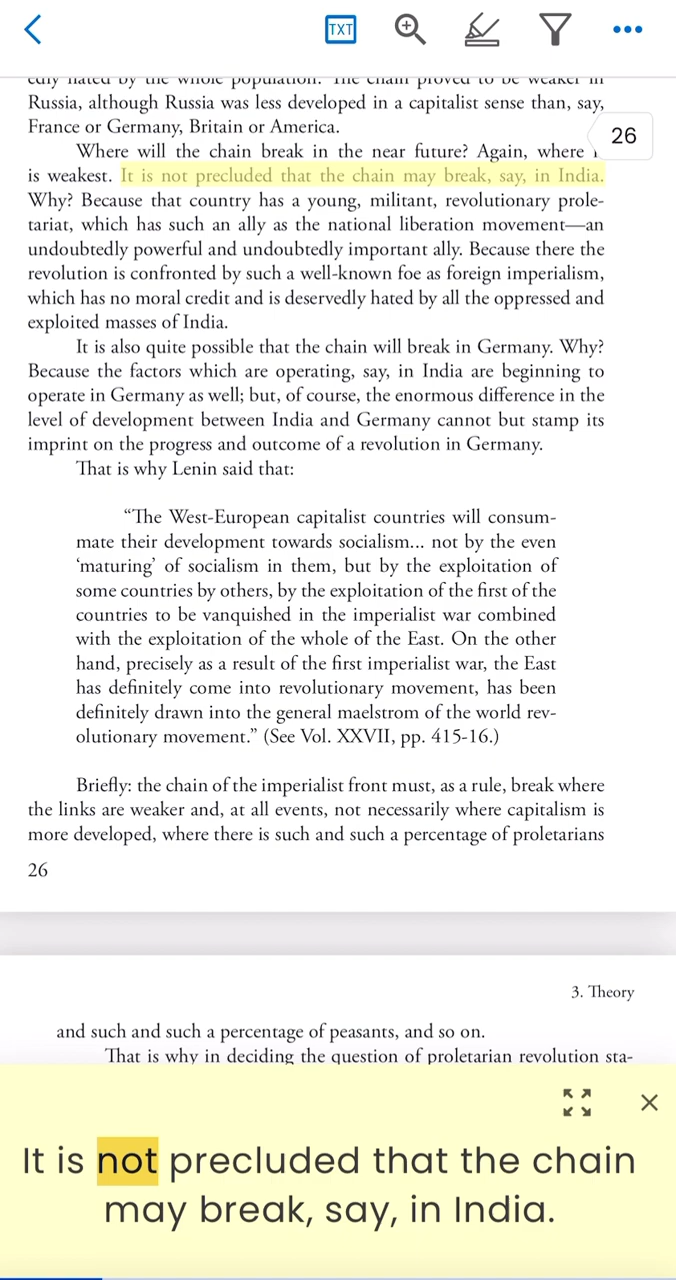 TXT
edly hated by the whole population. The chain proved to be weaker in
Russia, although Russia was less developed in a capitalist sense than, say,
France or Germany, Britain or America.
26
Where will the chain break in the near future? Again, where
is weakest. It is not precluded that the chain may break, say, in India.
Why? Because that country has a young, militant, revolutionary prole-
tariat, which has such an ally as the national liberation movement—an
undoubtedly powerful and undoubtedly important ally. Because there the
revolution is confronted by such a well-known foe as foreign imperialism,
which has no moral credit and is deservedly hated by all the oppressed and
exploited masses of India.
It is also quite possible that the chain will break in Germany. Why?
Because the factors which are operating, say, in India are beginning to
operate in Germany as well; but, of course, the enormous difference in the
level of development between India and Germany cannot but stamp its
imprint on the progress and outcome of a revolution in Germany.
That is why Lenin said that:
“The West-European capitalist countries will consum-
mate their development towards socialism... not by the even
‘maturing’ of socialism in them, but by the exploitation of
some countries by others, by the exploitation of the first of the
countries to be vanquished in the imperialist war combined
with the exploitation of the whole of the East. On the other
hand, precisely as a result of the first imperialist war, the East
has definitely come into revolutionary movement, has been
definitely drawn into the general maelstrom of the world rev-
olutionary movement.” (See Vol. XXVII, pp. 415-16.)
Briefly: the chain of the imperialist front must, as a rule, break where
the links are weaker and, at all events, not necessarily where capitalism is
more developed, where there is such and such a percentage of proletarians
26
3. Theory
and such and such a percentage of peasants, and so on.
That is why in deciding the question of proletarian revolution sta-
It is not precluded that the chain
may break, say, in India.